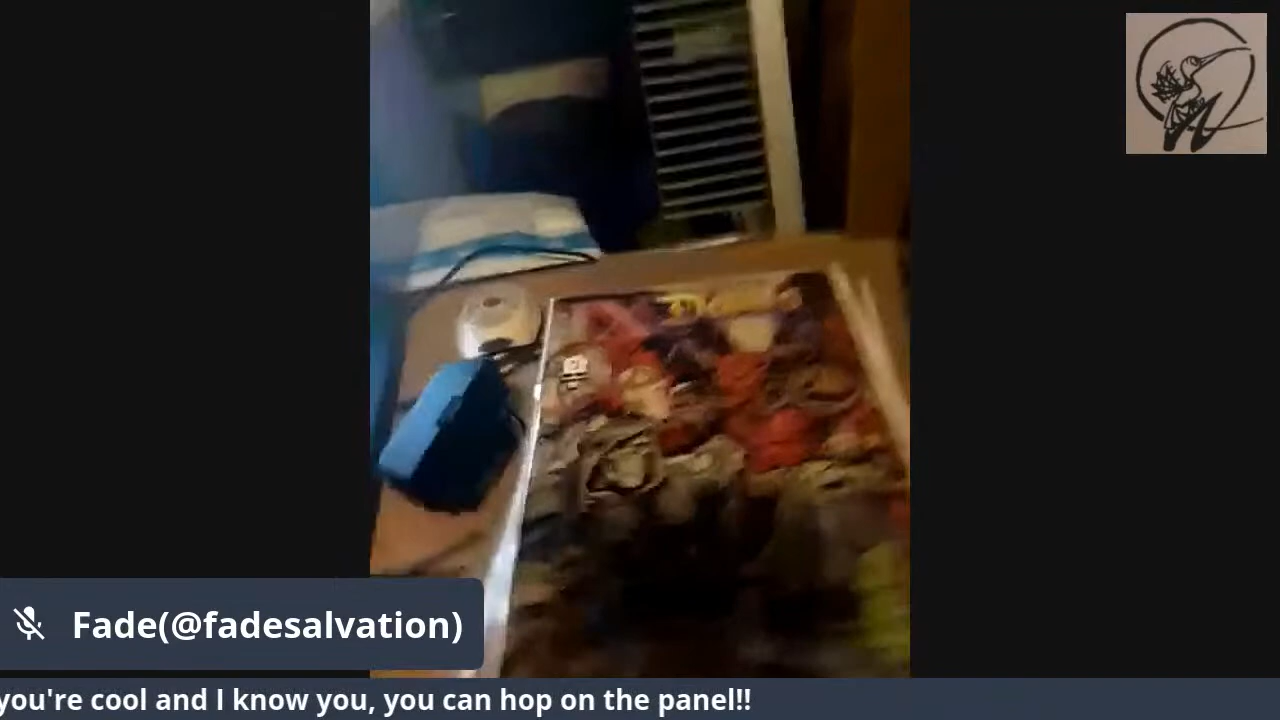 Fade(@fadesalvation)
you're cool and I know you, you can hop on the panel!!